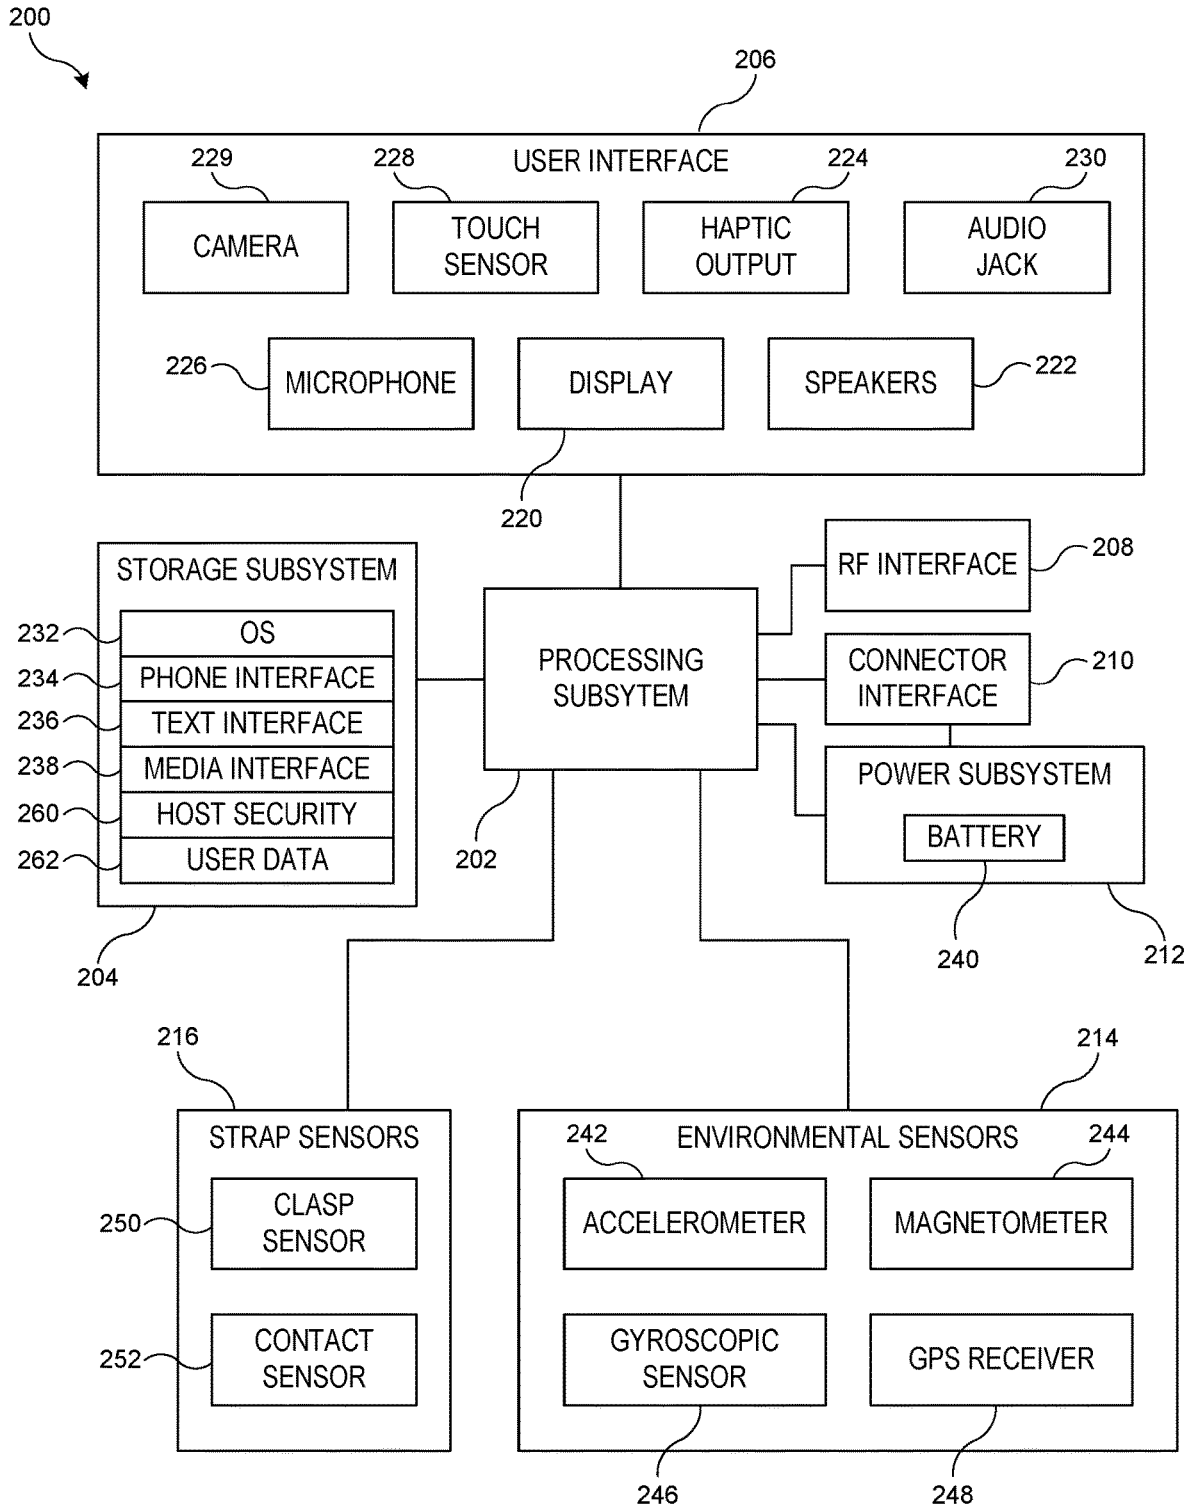 200
206
USER INTERFACE
229
228
224
230
CAMERA
TOUCH
SENSOR
HAPTIC
OUTPUT
AUDIO
JACK
226
MICROPHONE
DISPLAY
SPEAKERS
222
220
STORAGE SUBSYSTEM
232
OS
234
PHONE INTERFACE
236
TEXT INTERFACE
238
MEDIA INTERFACE
260
HOST SECURITY
262
USER DATA
204
PROCESSING
SUBSYTEM
202
RF INTERFACE
208
CONNECTOR
INTERFACE
210
POWER SUBSYSTEM
BATTERY
240
212
216
STRAP SENSORS
250
CLASP
SENSOR
252
CONTACT
SENSOR
214
ENVIRONMENTAL SENSORS
242
244
ACCELEROMETER
MAGNETOMETER
GYROSCOPIC
SENSOR
GPS RECEIVER
246
248